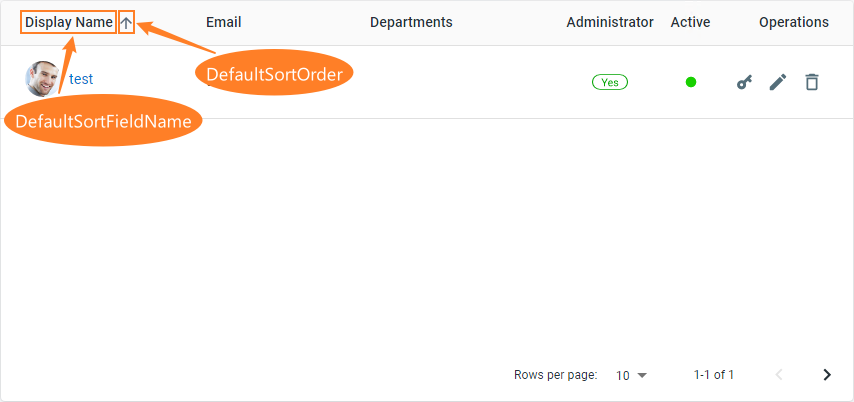 Display Name Email Departments Administrator Active Operations
DefaultSortOrder
test Yes
DefaultSortFieldName
Rows per page: 10 1-1 of 1